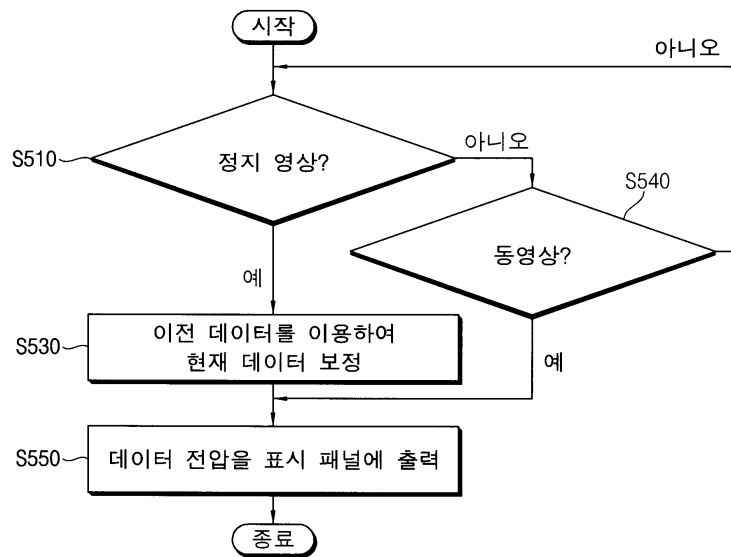 시작
아니오
S510
정지 영상?
아니오
S540
동영상?
예
S530
이전 데이터를 이용하여
현재 데이터 보정
예
S550
데이터 전압을 표시 패널에 출력
종료